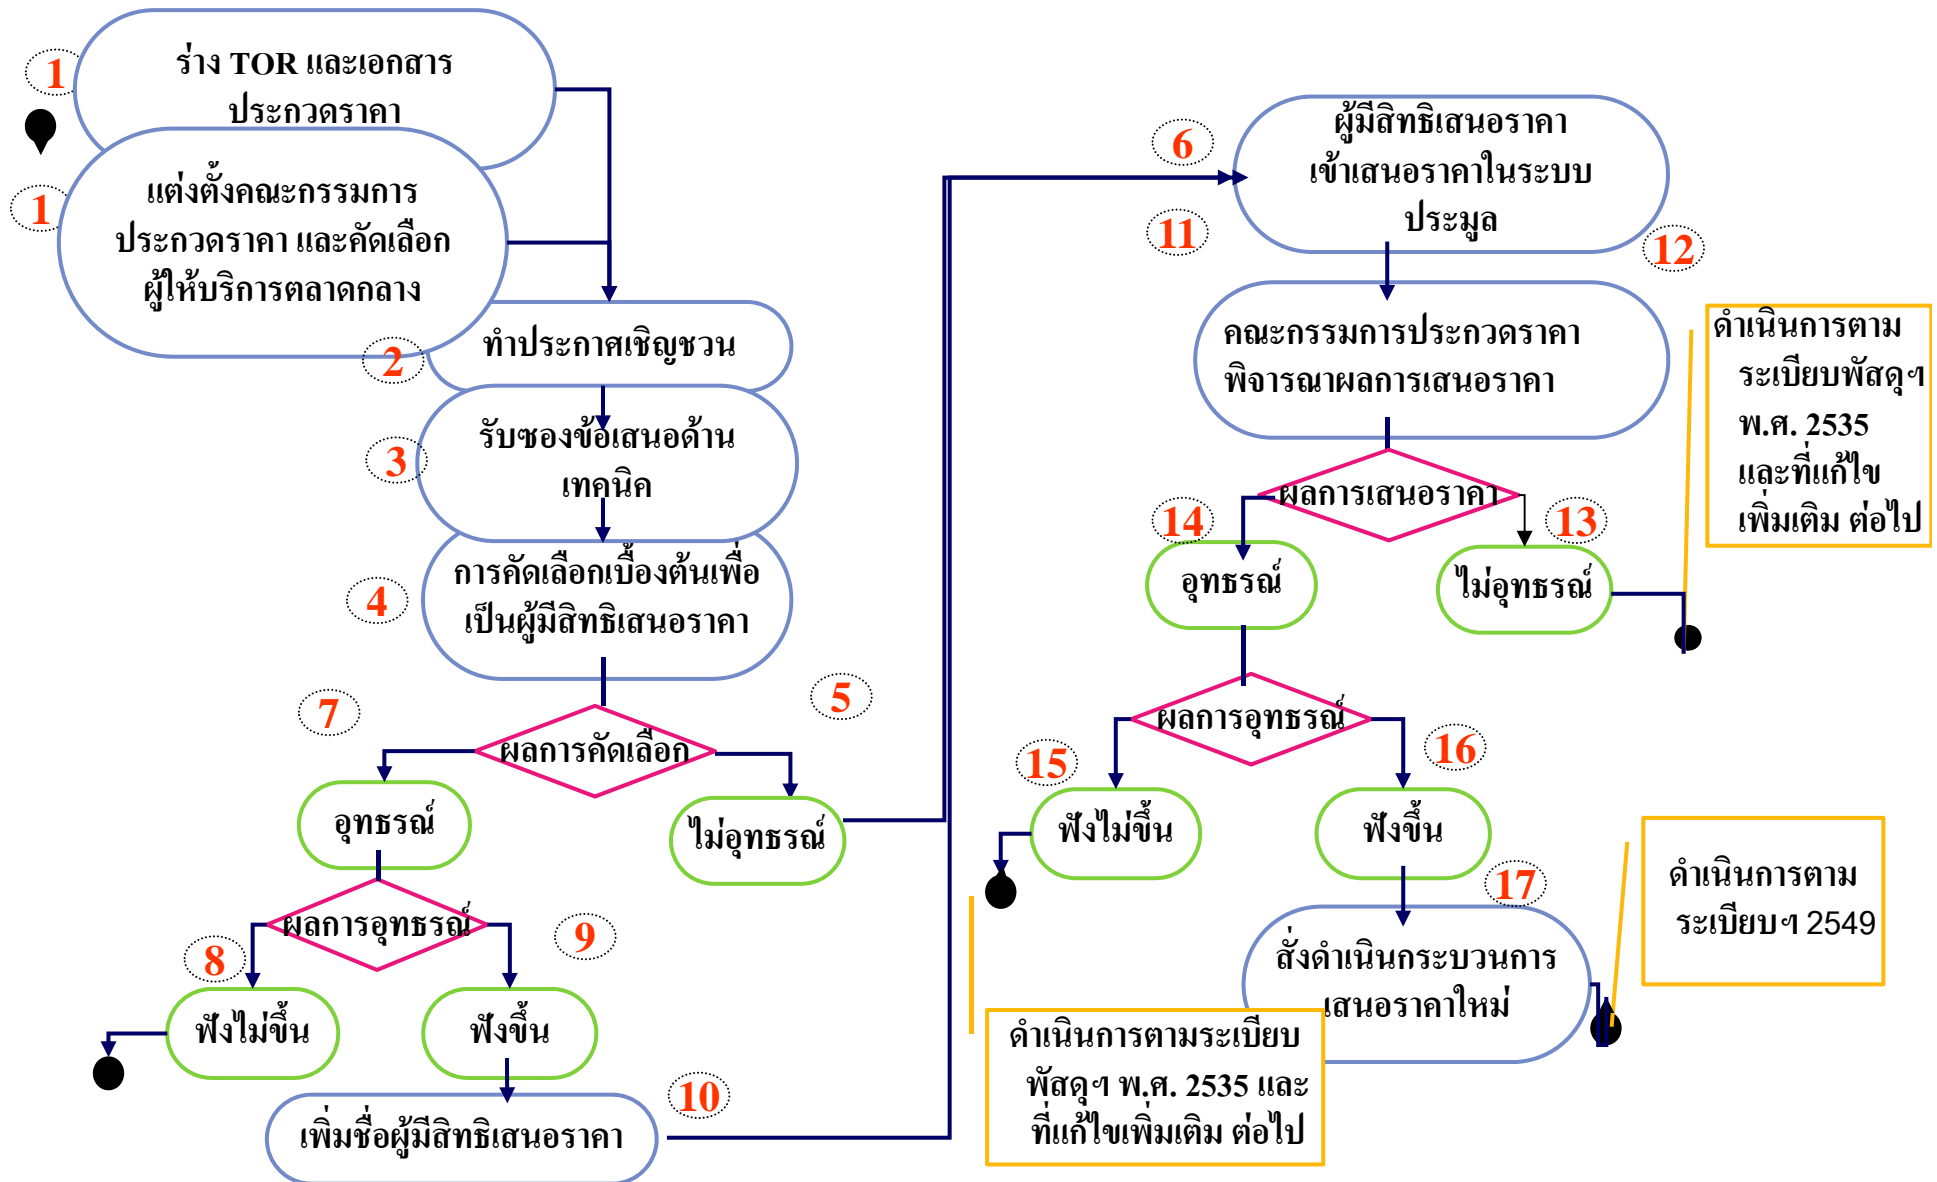 1
ร่าง TOR และเอกสาร
ประกวดราคา
1
แต่งตั้งคณะกรรมการ
ประกวดราคา และคัดเลือก
ผู้ให้บริการตลาดกลาง
2
ทำประกาศเชิญชวน
3
รับซองข้อเสนอด้าน
เทคนิค
4
การคัดเลือกเบื้องต้นเพื่อ
เป็นผู้มีสิทธิเสนอราคา
5
7
ผลการคัดเลือก
อุทธรณ์
ไม่อุทธรณ์
ผลการอุทธรณ์
8
9
ฟังไม่ขึ้น
ฟังขึ้น
10
เพิ่มชื่อผู้มีสิทธิเสนอราคา
6
ผู้มีสิทธิเสนอราคา
เข้าเสนอราคาในระบบ
ประมูล
11
12
คณะกรรมการประกวดราคา
พิจารณาผลการเสนอราคา
ผลการเสนอราคา
14
13
อุทธรณ์
ไม่อุทธรณ์
ดำเนินการตาม
ระเบียบพัสดุฯ
พ.ศ. 2535
และที่แก้ไข
เพิ่มเติม ต่อไป
ผลการอุทธรณ์
15
16
ฟังไม่ขึ้น
ฟังขึ้น
17
สั่งดำเนินกระบวนการ
เสนอราคาใหม่
ดำเนินการตาม
ระเบียบฯ 2549
ดำเนินการตามระเบียบ
พัสดุฯ พ.ศ. 2535 และ
ที่แก้ไขเพิ่มเติม ต่อไป